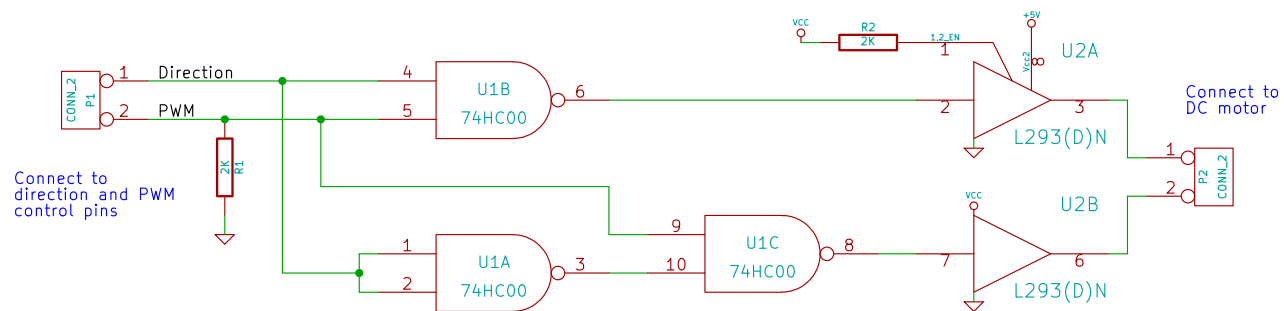 CONN_2
P1
1
2
Direction
PWM
2K
R1
Connect to
direction and PWM
control pins
4
5
U1B
74HC00
6
1
2
U1A
74HC00
3
9
10
U1C
74HC00
8
VCC
R2
2K
1,2_EN
1
+5V
Vcc2
8
U2A
2
3
L293(D)N
VCC
U2B
7
6
L293(D)N
Connect to
DC motor
1
2
P2
CONN_2